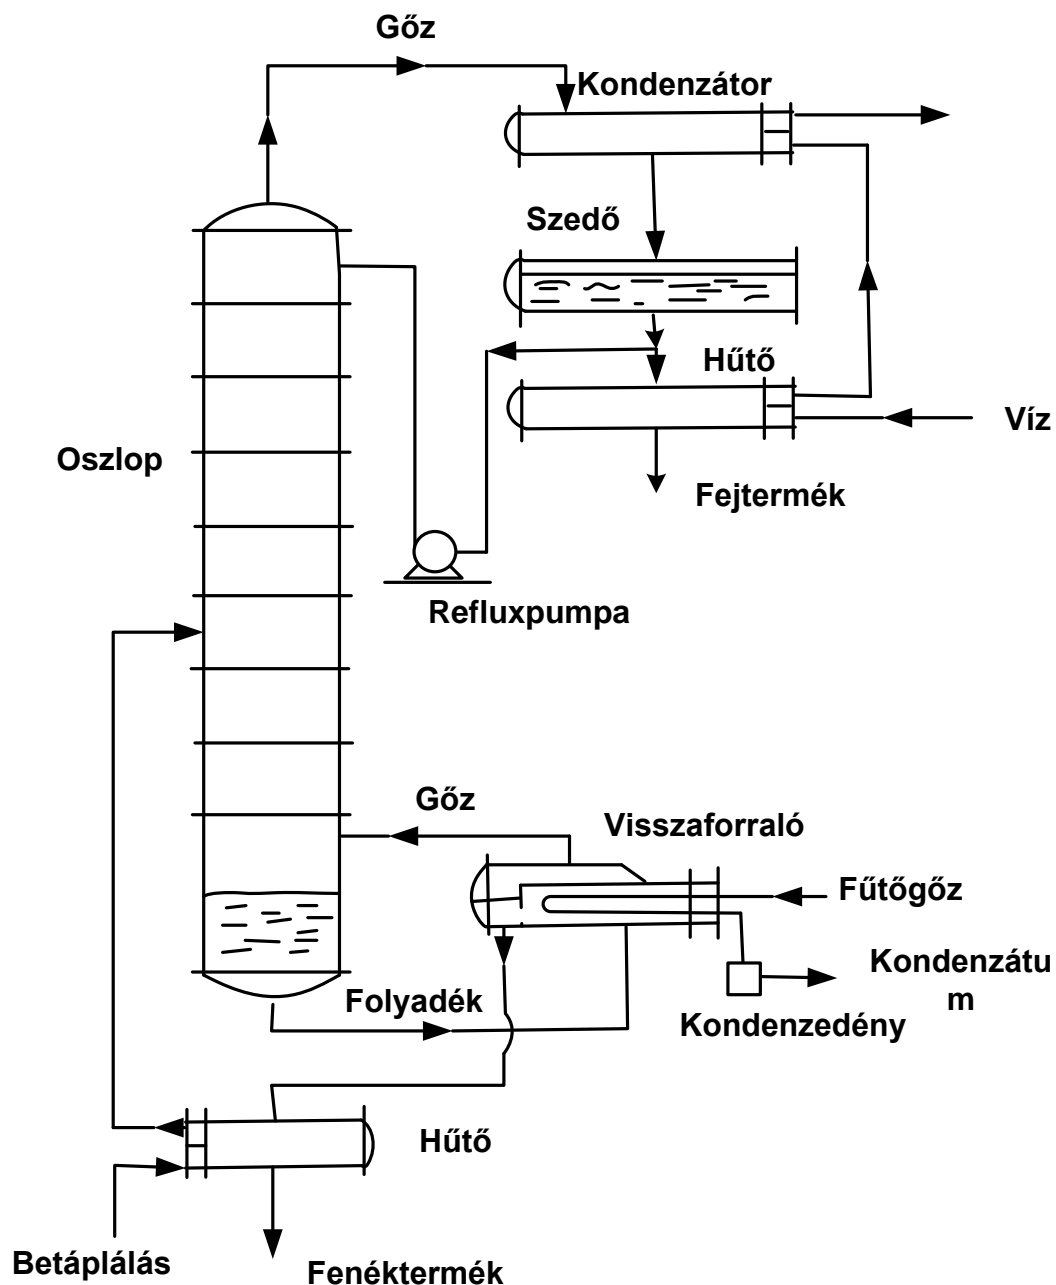 Gőz
Kondenzátor
Szedő
Hűtő
Víz
Oszlop
Fejtermék
Refluxpumpa
Gőz
Visszaforraló
Fűtőgőz
Kondenzátu
m
Folyadék
Kondenzedény
Hűtő
Betáplálás
Fenéktermék